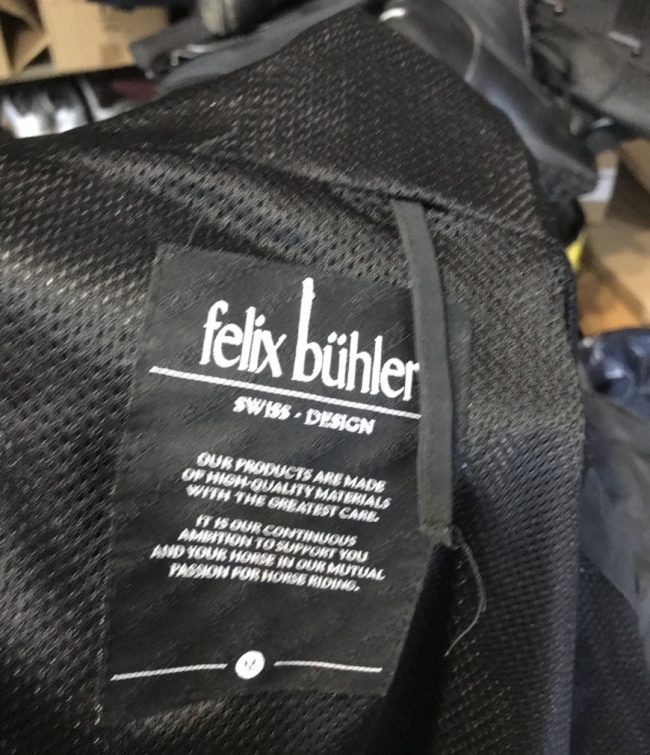 felix bühler
SWISS · DESIGN
OUR PRODUCTS ARE MADE
OF HIGH-QUALITY MATERIALS
WITH THE GREATEST CARE.
IT IS OUR CONTINUOUS
AMBITION TO SUPPORT YOU
AND YOUR HORSE IN OUR MUTUAL
PASSION FOR HORSE RIDING.